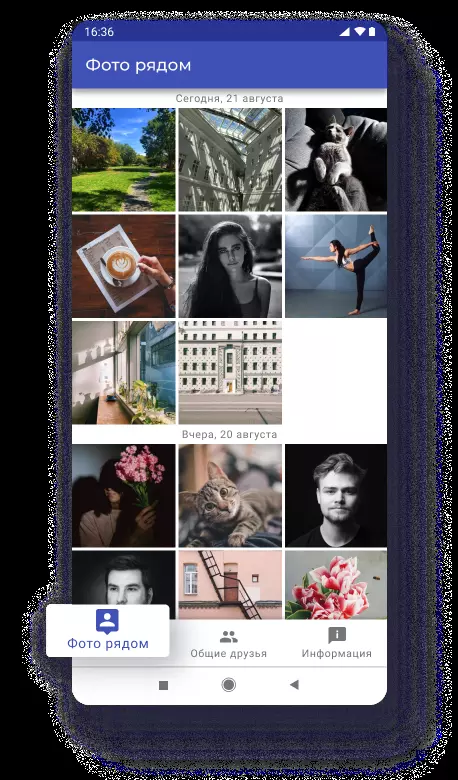 16:36
Фото рядом
Сегодня, 21 августа
Вчера, 20 августа
Фото рядом
Общие друзья
Информация